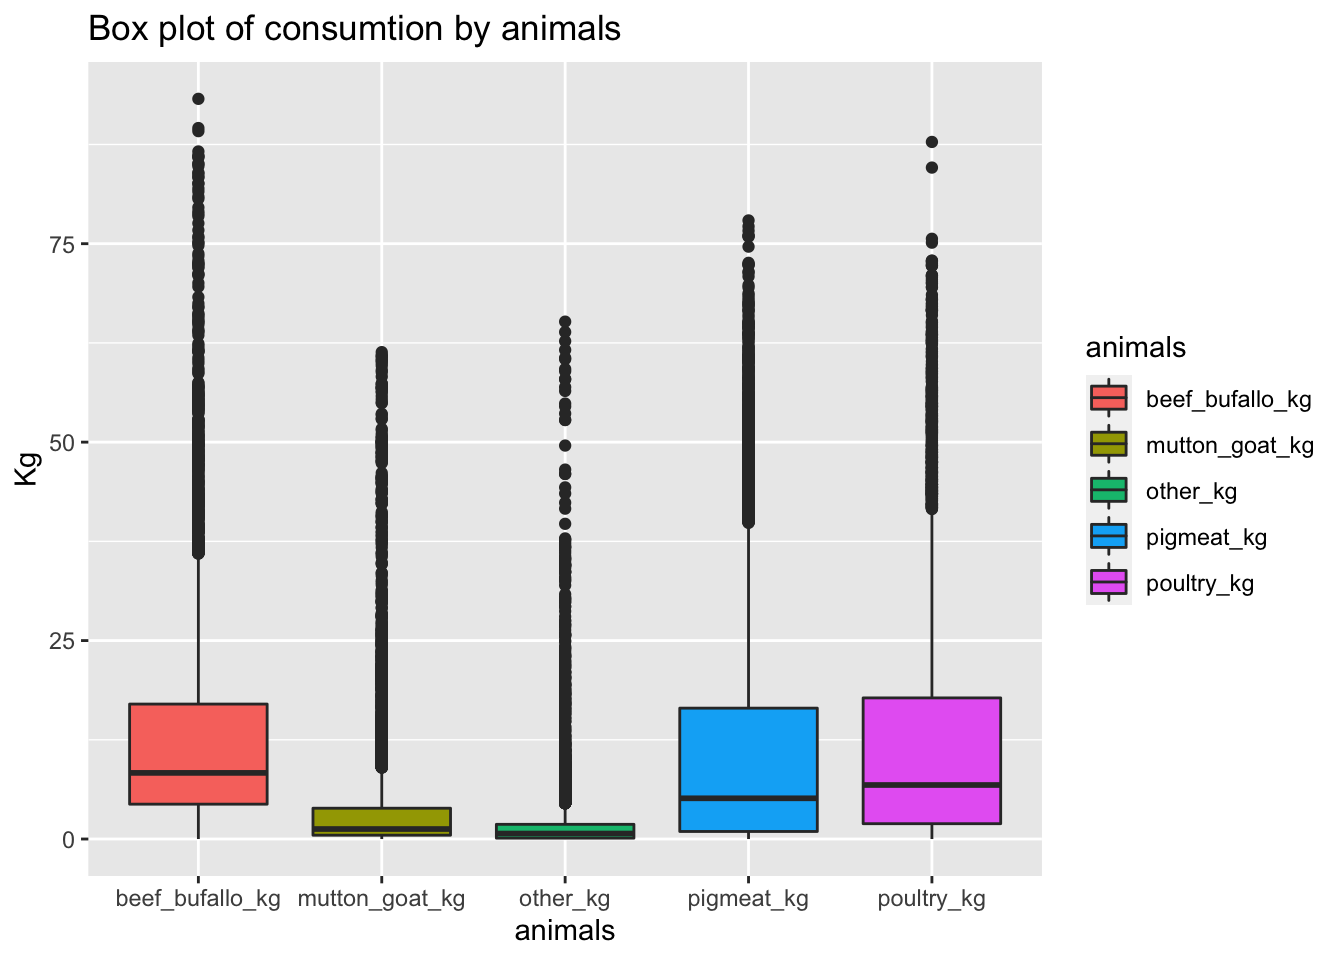 Box plot of consumtion by animals
Kg
75
50
25
0
beef_bufallo_kg mutton_goat_kg other_kg pigmeat_kg poultry_kg
animals
animals
beef_bufallo_kg
mutton_goat_kg
other_kg
pigmeat_kg
poultry_kg